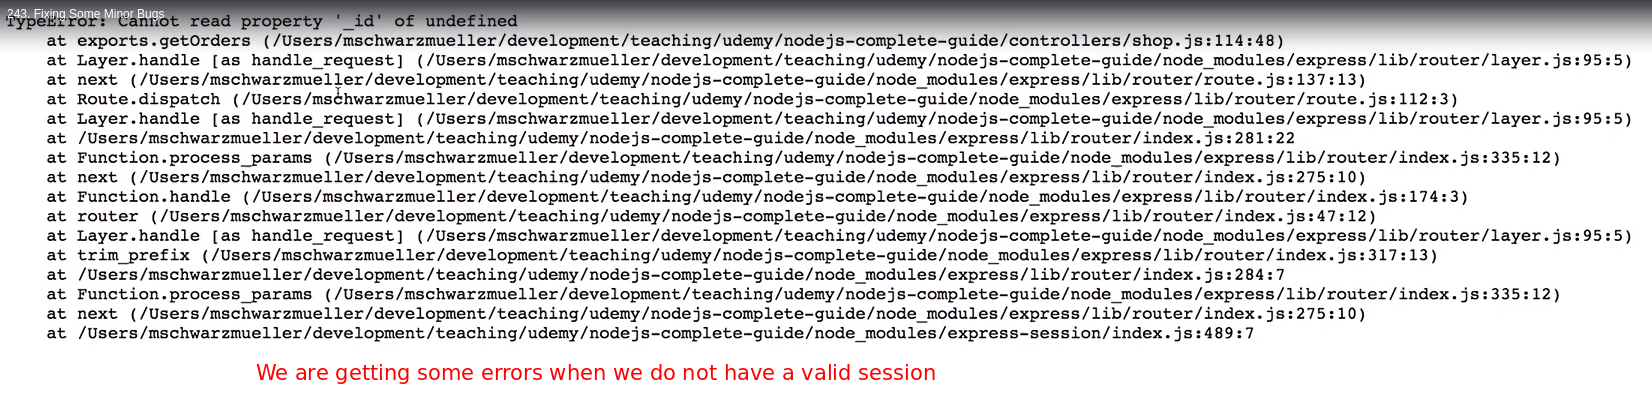 243. Fixing Some Minor Bugs
TypeError: Cannot read property '_id' of undefined
at exports.getOrders (/Users/mschwarzmueller/development/teaching/udemy/nodejs-complete-guide/controllers/shop.js:114:48)
at Layer.handle [as handle_request] (/Users/mschwarzmueller/development/teaching/udemy/nodejs-complete-guide/node_modules/express/lib/router/layer.js:95:5)
at next (/Users/mschwarzmueller/development/teaching/udemy/nodejs-complete-guide/node_modules/express/lib/router/route.js:137:13)
at Route.dispatch (/Users/mschwarzmueller/development/teaching/udemy/nodejs-complete-guide/node_modules/express/lib/router/route.js:112:3)
at Layer.handle [as handle_request] (/Users/mschwarzmueller/development/teaching/udemy/nodejs-complete-guide/node_modules/express/lib/router/layer.js:95:5)
at /Users/mschwarzmueller/development/teaching/udemy/nodejs-complete-guide/node_modules/express/lib/router/index.js:281:22
at Function.process_params (/Users/mschwarzmueller/development/teaching/udemy/nodejs-complete-guide/node_modules/express/lib/router/index.js:335:12)
at next (/Users/mschwarzmueller/development/teaching/udemy/nodejs-complete-guide/node_modules/express/lib/router/index.js:275:10)
at Function.handle (/Users/mschwarzmueller/development/teaching/udemy/nodejs-complete-guide/node_modules/express/lib/router/index.js:174:3)
at router (/Users/mschwarzmueller/development/teaching/udemy/nodejs-complete-guide/node_modules/express/lib/router/index.js:47:12)
at Layer.handle [as handle_request] (/Users/mschwarzmueller/development/teaching/udemy/nodejs-complete-guide/node_modules/express/lib/router/layer.js:95:5)
at trim_prefix (/Users/mschwarzmueller/development/teaching/udemy/nodejs-complete-guide/node_modules/express/lib/router/index.js:317:13)
at /Users/mschwarzmueller/development/teaching/udemy/nodejs-complete-guide/node_modules/express/lib/router/index.js:284:7
at Function.process_params (/Users/mschwarzmueller/development/teaching/udemy/nodejs-complete-guide/node_modules/express/lib/router/index.js:335:12)
at next (/Users/mschwarzmueller/development/teaching/udemy/nodejs-complete-guide/node_modules/express/lib/router/index.js:275:10)
at /Users/mschwarzmueller/development/teaching/udemy/nodejs-complete-guide/node_modules/express-session/index.js:489:7
We are getting some errors when we do not have a valid session